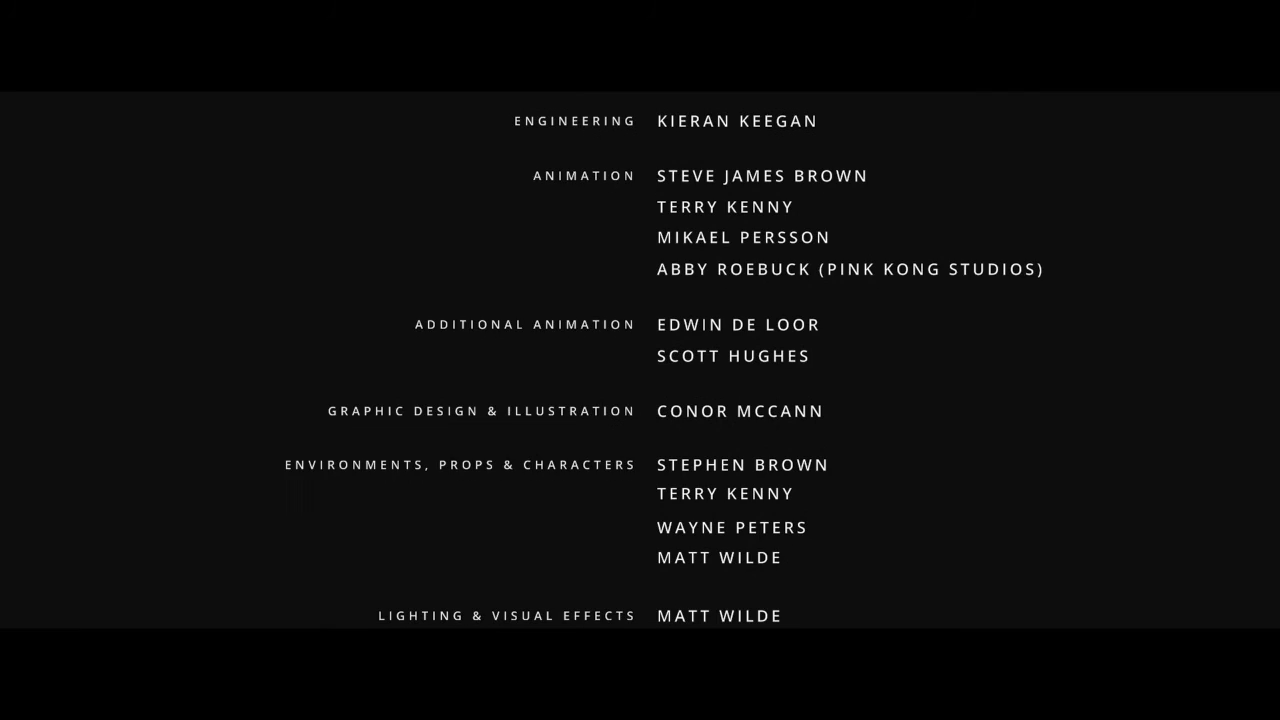 ENGINEERING KIERAN KEEGAN
ANIMATION STEVE JAMES BROWN
TERRY KENNY
MIKAEL PERSSON
ABBY ROEBUCK (PINK KONG STUDIOS)
ADDITIONAL ANIMATION EDWIN DE LOOR
SCOTT HUGHES
GRAPHIC DESIGN & ILLUSTRATION CONOR MCCANN
ENVIRONMENTS, PROPS & CHARACTERS STEPHEN BROWN
TERRY KENNY
WAYNE PETERS
MATT WILDE
LIGHTING & VISUAL EFFECTS MATT WILDE